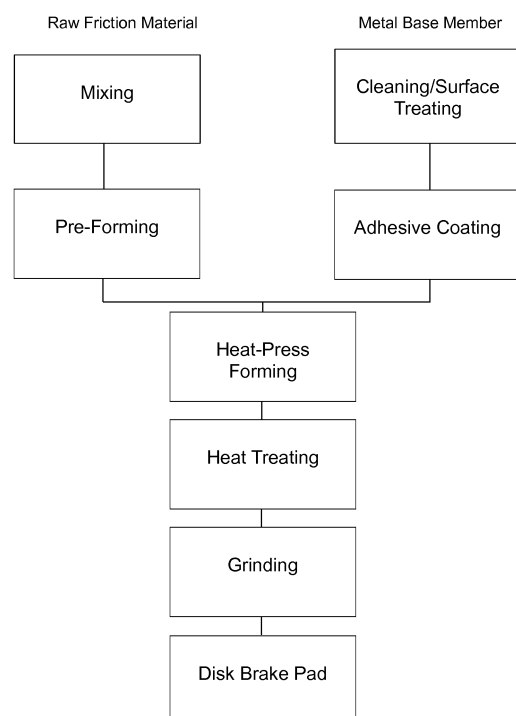 Raw Friction Material
Metal Base Member
Mixing
Cleaning/Surface
Treating
Pre-Forming
Adhesive Coating
Heat-Press
Forming
Heat Treating
Grinding
Disk Brake Pad